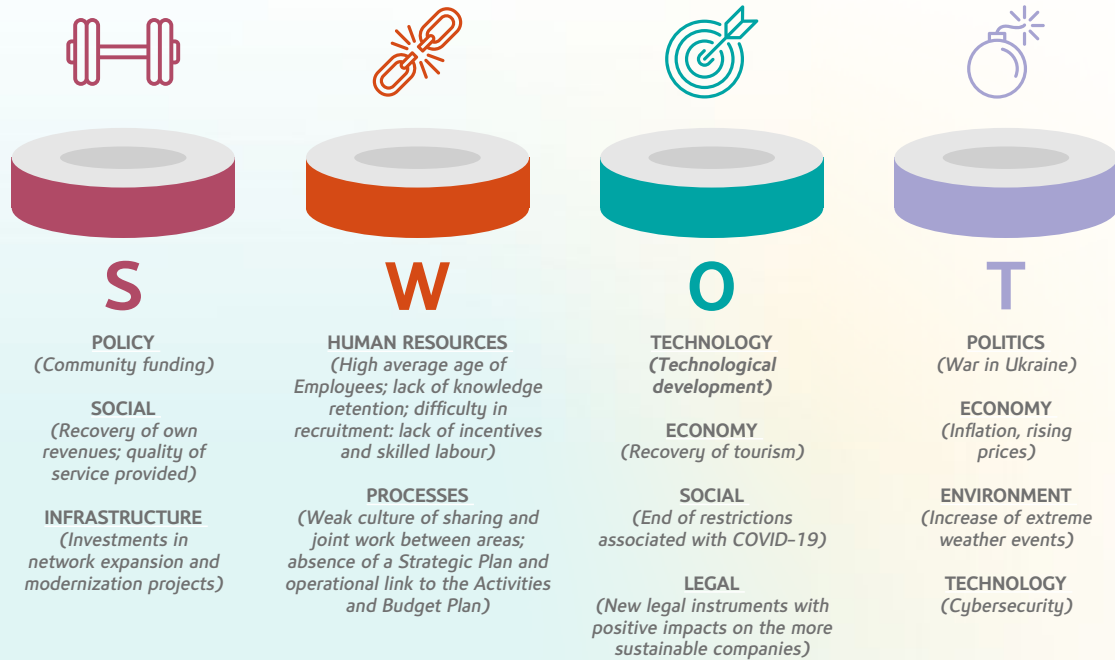 S
POLICY
(Community funding)
SOCIAL
(Recovery of own
revenues; quality of
service provided)
INFRASTRUCTURE
(Investments in
network expansion and
modernization projects)
W
HUMAN RESOURCES
(High average age of
Employees; lack of knowledge
retention; difficulty in
recruitment: lack of incentives
and skilled labour)
PROCESSES
(Weak culture of sharing and
joint work between areas;
absence of a Strategic Plan and
operational link to the Activities
and Budget Plan)
O
TECHNOLOGY
(Technological
development)
ECONOMY
(Recovery of tourism)
SOCIAL
(End of restrictions
associated with COVID-19)
LEGAL
(New legal instruments with
positive impacts on the more
sustainable companies)
T
POLITICS
(War in Ukraine)
ECONOMY
(Inflation, rising
prices)
ENVIRONMENT
(Increase of extreme
weather events)
TECHNOLOGY
(Cybersecurity)